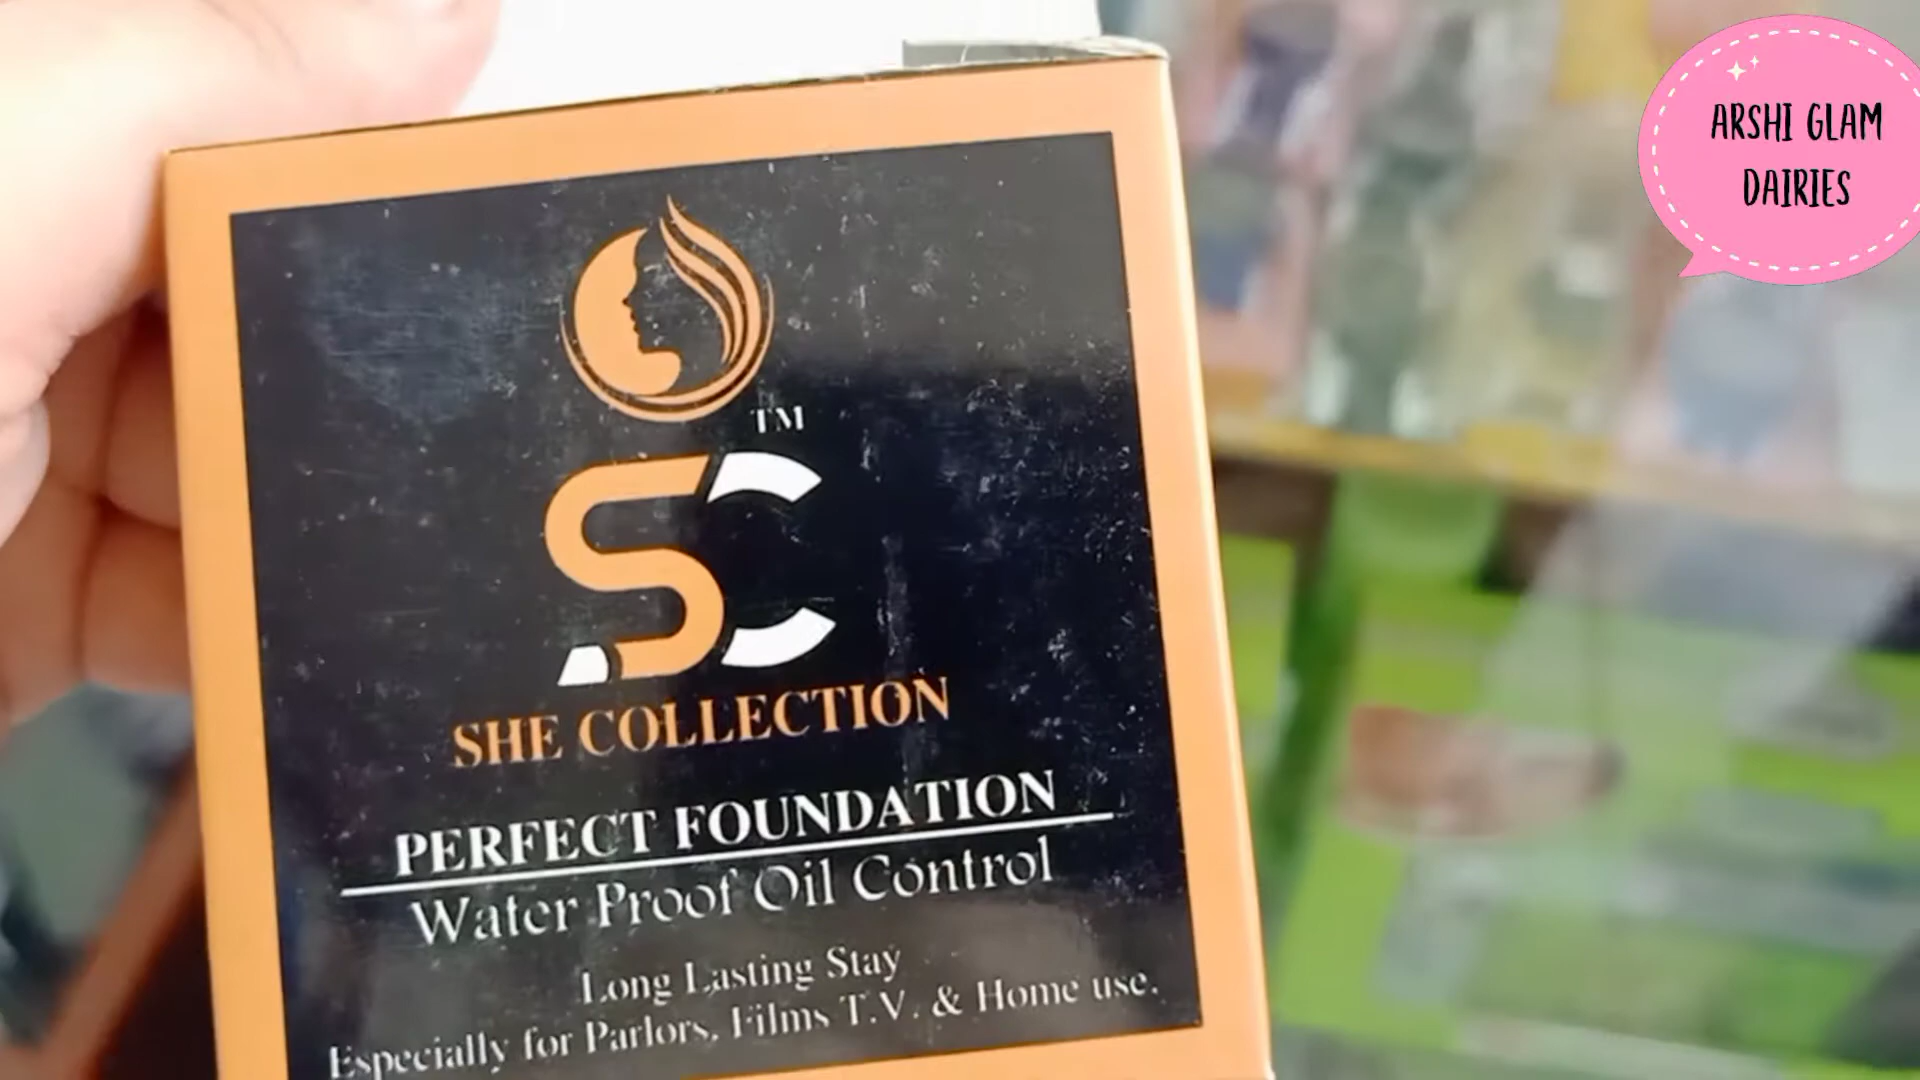 TM
SC
SHE COLLECTION
PERFECT FOUNDATION
Water Proof Oil Control
Long Lasting Stay
Especially for Parlors, Films T.V. & Home use.
ARSHI GLAM
DAIRIES